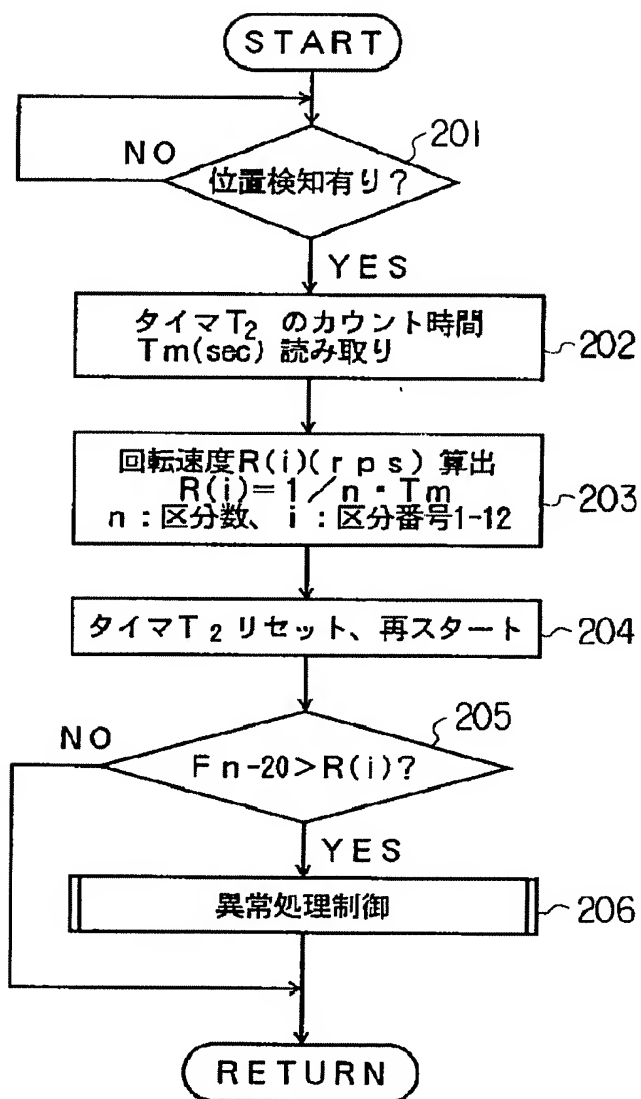 START
201
NO
位置検知有り?
YES
タイマT₂ のカウント時間
Tm(sec) 読み取り
202
回転速度R(i)(rps) 算出
R(i)=1/n・Tm
n:区分数、i:区分番号1-12
203
タイマT₂ リセット、再スタート
204
205
NO
Fn-20>R(i)?
YES
異常処理制御
206
RETURN